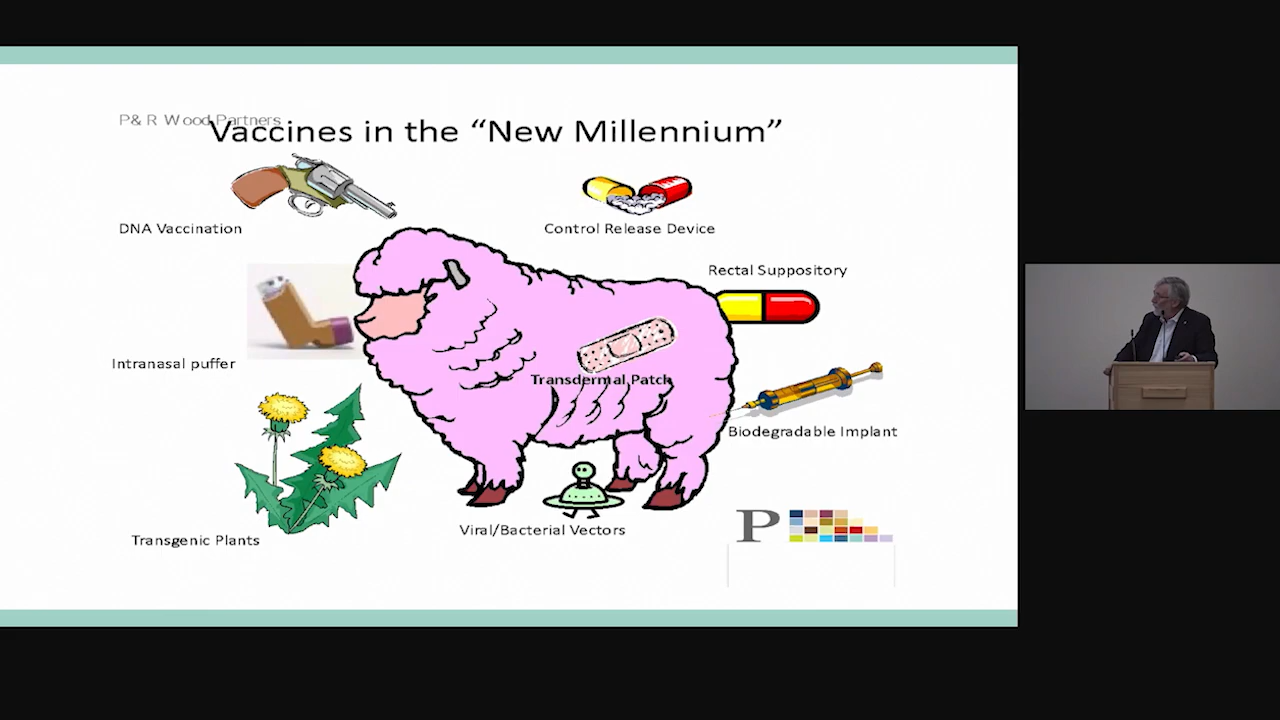 P& R Wood Partners
Vaccines in the “New Millennium”
DNA Vaccination
Control Release Device
Rectal Suppository
Intranasal puffer
Transdermal Patch
Biodegradable Implant
Viral/Bacterial Vectors
Transgenic Plants
P